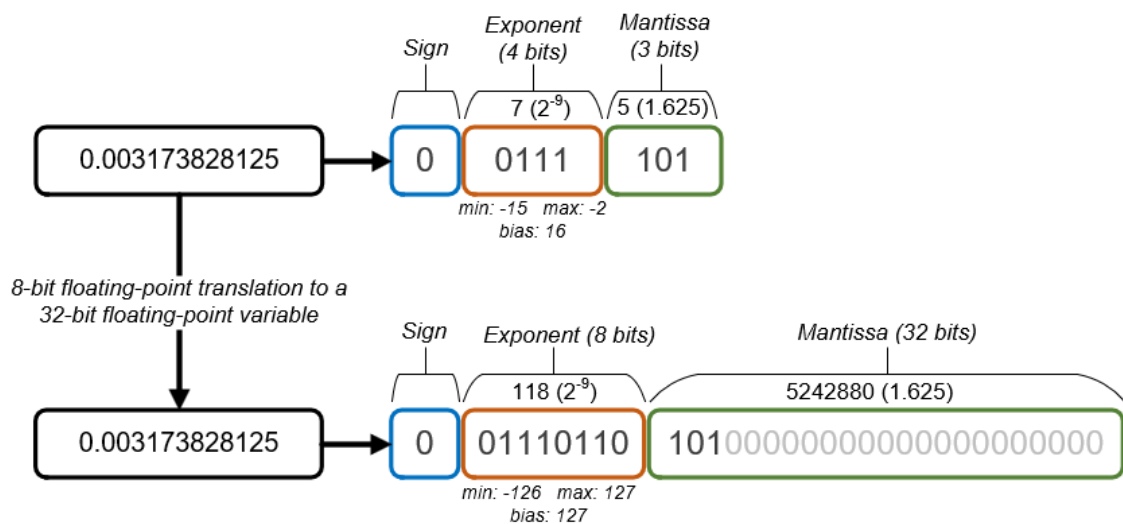 Sign
Exponent
(4 bits)
Mantissa
(3 bits)
7 (2⁻⁹)
5 (1.625)
0.003173828125
0
0111
101
min: -15 max: -2
bias: 16
8-bit floating-point translation to a
32-bit floating-point variable
Sign
Exponent (8 bits)
Mantissa (32 bits)
118 (2⁻⁹)
5242880 (1.625)
0.003173828125
0
01110110
10100000000000000000000
min: -126 max: 127
bias: 127